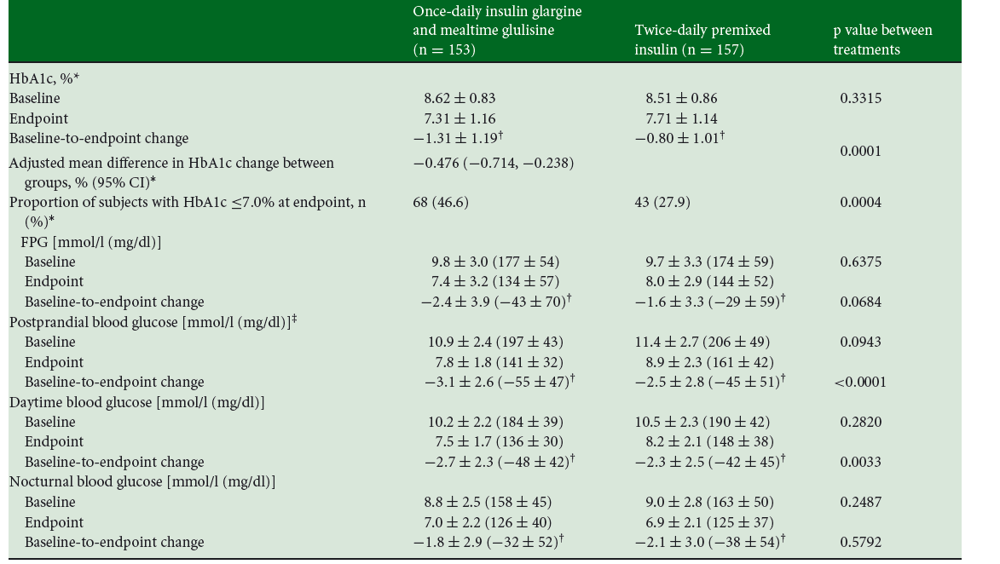 Once-daily insulin glargine
and mealtime glulisine Twice-daily premixed p value between
(n = 153) insulin (n = 157) treatments
HbA1c, %*
Baseline 8.62 ± 0.83 8.51 ± 0.86 0.3315
Endpoint 7.31 ± 1.16 7.71 ± 1.14
Baseline-to-endpoint change −1.31 ± 1.19† −0.80 ± 1.01†
0.0001
Adjusted mean difference in HbA1c change between −0.476 (−0.714, −0.238)
groups, % (95% CI)*
Proportion of subjects with HbA1c ≤7.0% at endpoint, n 68 (46.6) 43 (27.9) 0.0004
(%)*
FPG [mmol/l (mg/dl)]
Baseline 9.8 ± 3.0 (177 ± 54) 9.7 ± 3.3 (174 ± 59) 0.6375
Endpoint 7.4 ± 3.2 (134 ± 57) 8.0 ± 2.9 (144 ± 52)
Baseline-to-endpoint change −2.4 ± 3.9 (−43 ± 70)† −1.6 ± 3.3 (−29 ± 59)† 0.0684
Postprandial blood glucose [mmol/l (mg/dl)]‡
Baseline 10.9 ± 2.4 (197 ± 43) 11.4 ± 2.7 (206 ± 49) 0.0943
Endpoint 7.8 ± 1.8 (141 ± 32) 8.9 ± 2.3 (161 ± 42)
Baseline-to-endpoint change −3.1 ± 2.6 (−55 ± 47)† −2.5 ± 2.8 (−45 ± 51)† <0.0001
Daytime blood glucose [mmol/l (mg/dl)]
Baseline 10.2 ± 2.2 (184 ± 39) 10.5 ± 2.3 (190 ± 42) 0.2820
Endpoint 7.5 ± 1.7 (136 ± 30) 8.2 ± 2.1 (148 ± 38)
Baseline-to-endpoint change −2.7 ± 2.3 (−48 ± 42)† −2.3 ± 2.5 (−42 ± 45)† 0.0033
Nocturnal blood glucose [mmol/l (mg/dl)]
Baseline 8.8 ± 2.5 (158 ± 45) 9.0 ± 2.8 (163 ± 50) 0.2487
Endpoint 7.0 ± 2.2 (126 ± 40) 6.9 ± 2.1 (125 ± 37)
Baseline-to-endpoint change −1.8 ± 2.9 (−32 ± 52)† −2.1 ± 3.0 (−38 ± 54)† 0.5792